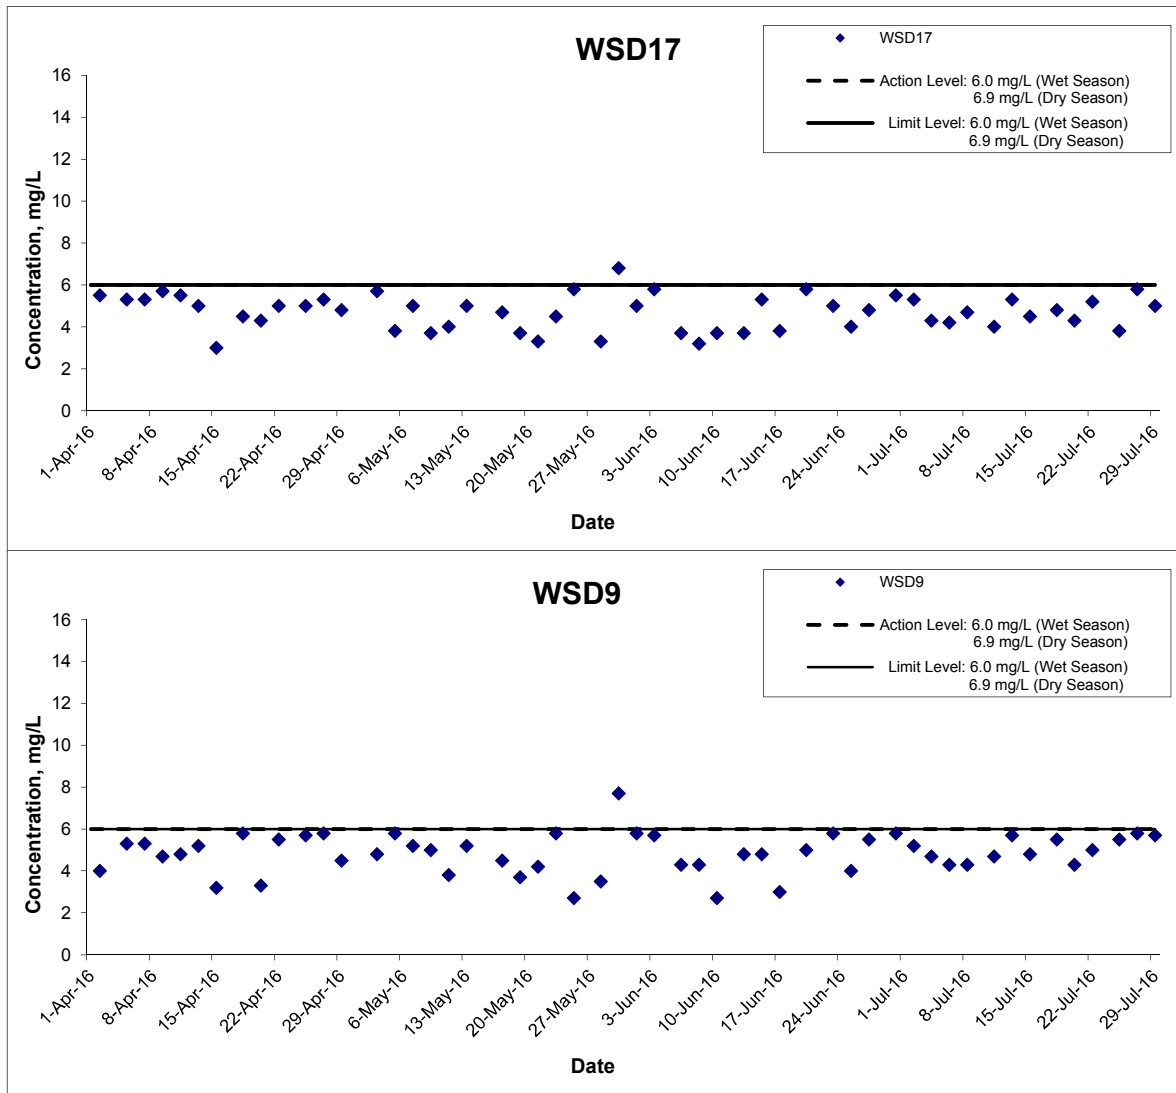 WSD17
WSD17
Action Level: 6.0 mg/L (Wet Season)
6.9 mg/L (Dry Season)
Limit Level: 6.0 mg/L (Wet Season)
6.9 mg/L (Dry Season)
Concentration, mg/L
16
14
12
10
8
6
4
2
0
1-Apr-16
8-Apr-16
15-Apr-16
22-Apr-16
29-Apr-16
6-May-16
13-May-16
20-May-16
27-May-16
3-Jun-16
10-Jun-16
17-Jun-16
24-Jun-16
1-Jul-16
8-Jul-16
15-Jul-16
22-Jul-16
29-Jul-16
Date
WSD9
WSD9
Action Level: 6.0 mg/L (Wet Season)
6.9 mg/L (Dry Season)
Limit Level: 6.0 mg/L (Wet Season)
6.9 mg/L (Dry Season)
Concentration, mg/L
16
14
12
10
8
6
4
2
0
1-Apr-16
8-Apr-16
15-Apr-16
22-Apr-16
29-Apr-16
6-May-16
13-May-16
20-May-16
27-May-16
3-Jun-16
10-Jun-16
17-Jun-16
24-Jun-16
1-Jul-16
8-Jul-16
15-Jul-16
22-Jul-16
29-Jul-16
Date